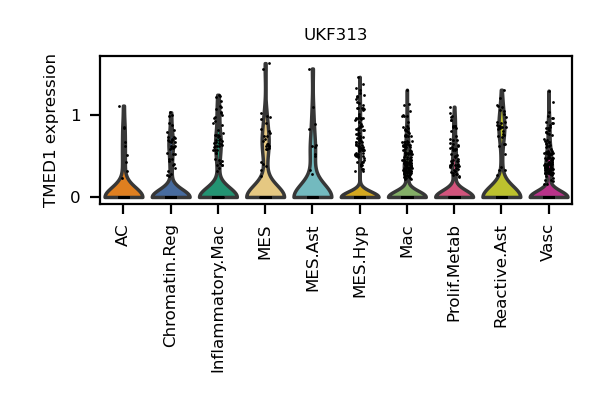 UKF313
TMED1 expression
1
0
AC
Chromatin.Reg
Inflammatory.Mac
MES
MES.Ast
MES.Hyp
Mac
Prolif.Metab
Reactive.Ast
Vasc